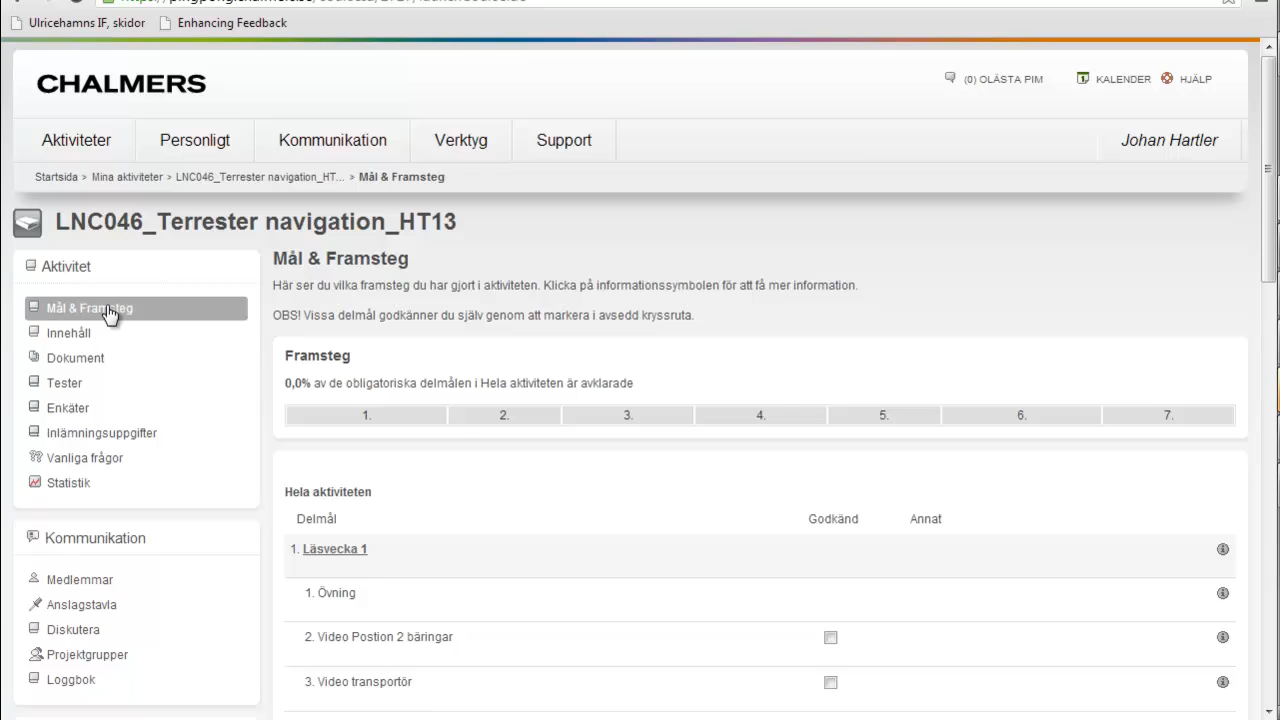 Ulricehamns IF, skidor
Enhancing Feedback
CHALMERS
(0) OLÄSTA PIM
KALENDER
HJÄLP
Aktiviteter
Personligt
Kommunikation
Verktyg
Support
Johan Hartler
Startsida > Mina aktiviteter > LNC046_Terrester navigation_HT... > Mål & Framsteg
LNC046_Terrester navigation_HT13
Aktivitet
Mål & Framsteg
Innehåll
Dokument
Tester
Enkäter
Inlämningsuppgifter
Vanliga frågor
Statistik
Kommunikation
Medlemmar
Anslagstavla
Diskutera
Projektgrupper
Loggbok
Mål & Framsteg
Här ser du vilka framsteg du har gjort i aktiviteten. Klicka på informationssymbolen för att få mer information.
OBS! Vissa delmål godkänner du själv genom att markera i avsedd kryssruta.
Framsteg
0,0% av de obligatoriska delmålen i Hela aktiviteten är avklarade
1. 2. 3. 4. 5. 6. 7.
Hela aktiviteten
Delmål Godkänd Annat
1. Läsvecka 1
1. Övning
2. Video Postion 2 bäringar
3. Video transportör